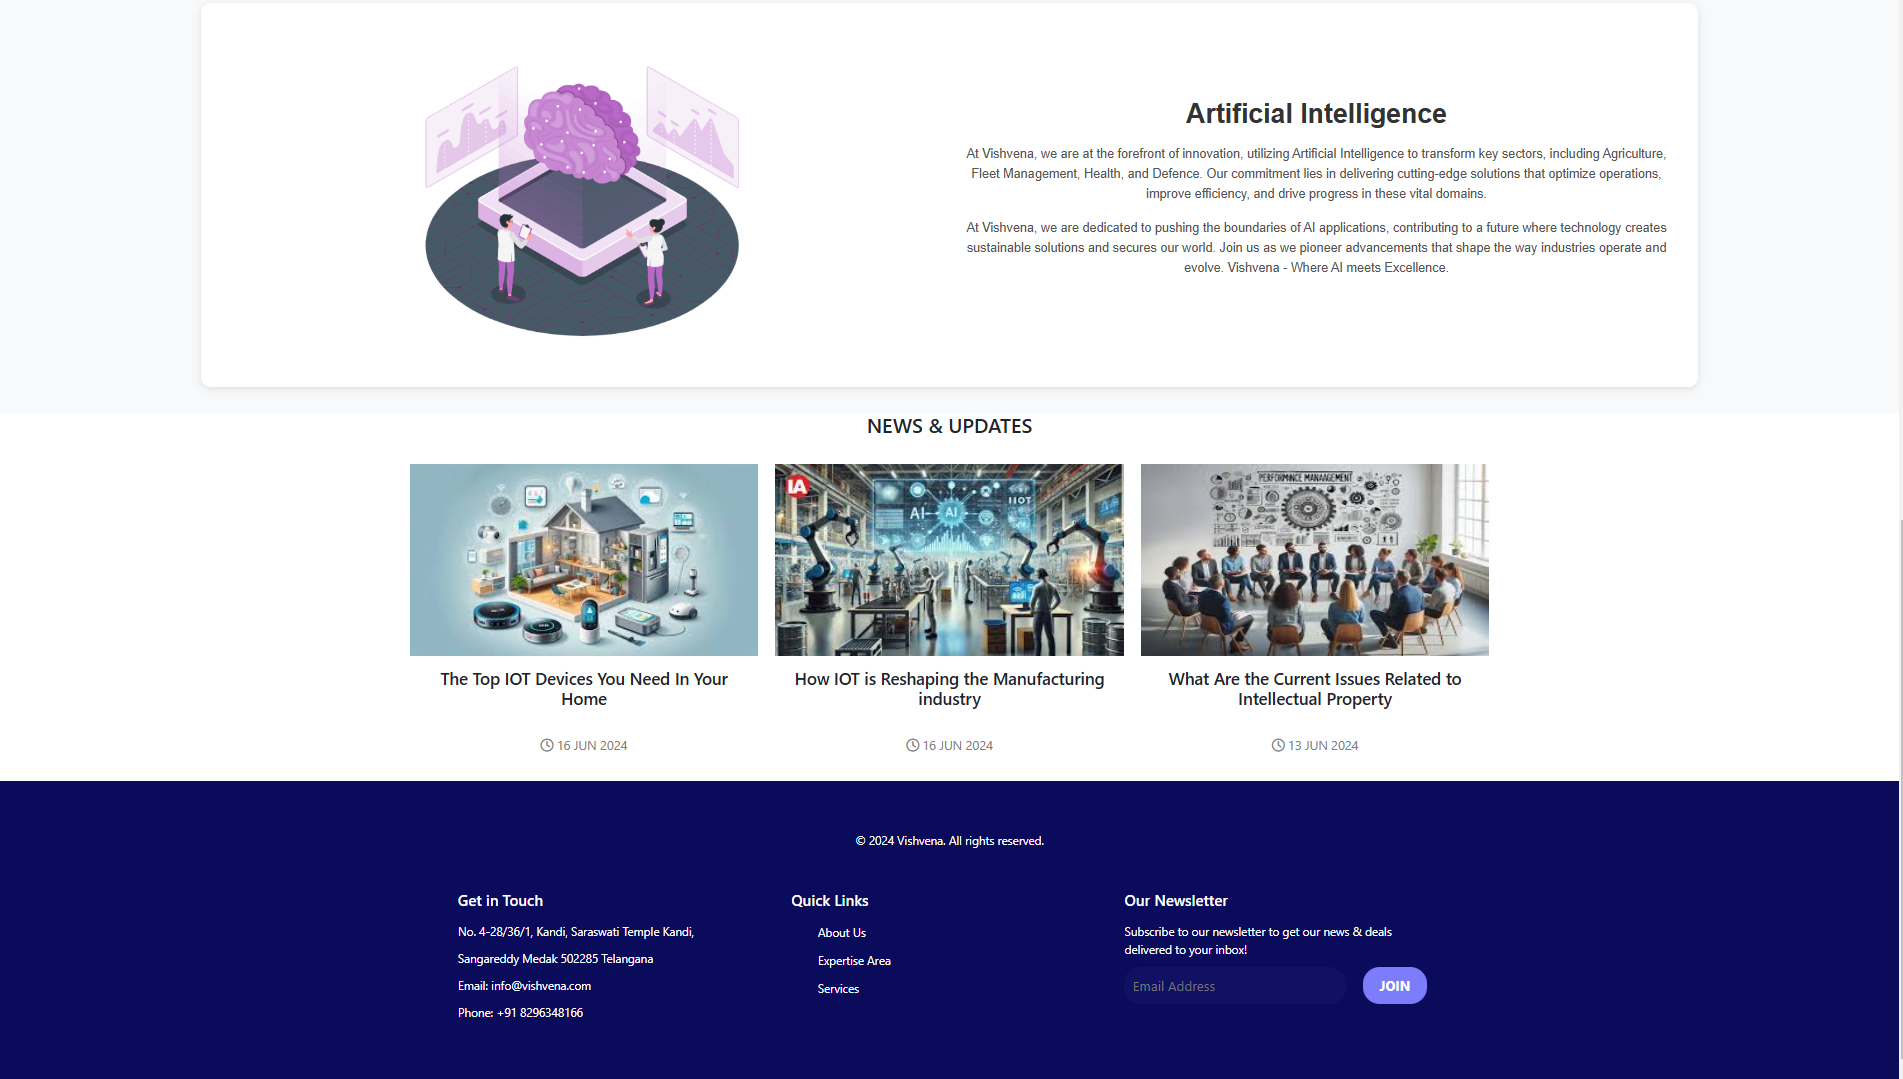 Artificial Intelligence
At Vishvena, we are at the forefront of innovation, utilizing Artificial Intelligence to transform key sectors, including Agriculture,
Fleet Management, Health, and Defence. Our commitment lies in delivering cutting-edge solutions that optimize operations,
improve efficiency, and drive progress in these vital domains.
At Vishvena, we are dedicated to pushing the boundaries of AI applications, contributing to a future where technology creates
sustainable solutions and secures our world. Join us as we pioneer advancements that shape the way industries operate and
evolve. Vishvena - Where AI meets Excellence.
NEWS & UPDATES
IA
AI
AI
IIOT
PERFORMANCE MANAAGEMENT
The Top IOT Devices You Need In Your
Home
16 JUN 2024
How IOT is Reshaping the Manufacturing
industry
16 JUN 2024
What Are the Current Issues Related to
Intellectual Property
13 JUN 2024
© 2024 Vishvena. All rights reserved.
Get in Touch
No. 4-28/36/1, Kandi, Saraswati Temple Kandi,
Sangareddy Medak 502285 Telangana
Email: info@vishvena.com
Phone: +91 8296348166
Quick Links
About Us
Expertise Area
Services
Our Newsletter
Subscribe to our newsletter to get our news & deals
delivered to your inbox!
Email Address
JOIN